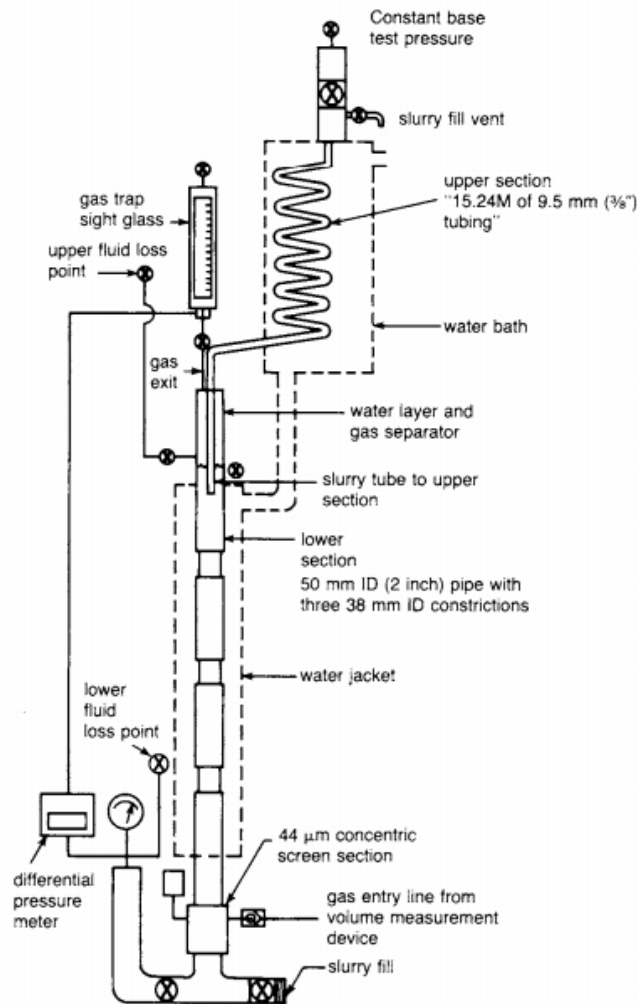 Constant base
test pressure
slurry fill vent
upper section
"15.24M of 9.5 mm (⅜")
tubing"
gas trap
sight glass
upper fluid loss
point
water bath
gas
exit
water layer and
gas separator
slurry tube to upper
section
lower
section
50 mm ID (2 inch) pipe with
three 38 mm ID constrictions
water jacket
lower
fluid
loss point
44 μm concentric
screen section
differential
pressure
meter
gas entry line from
volume measurement
device
slurry fill